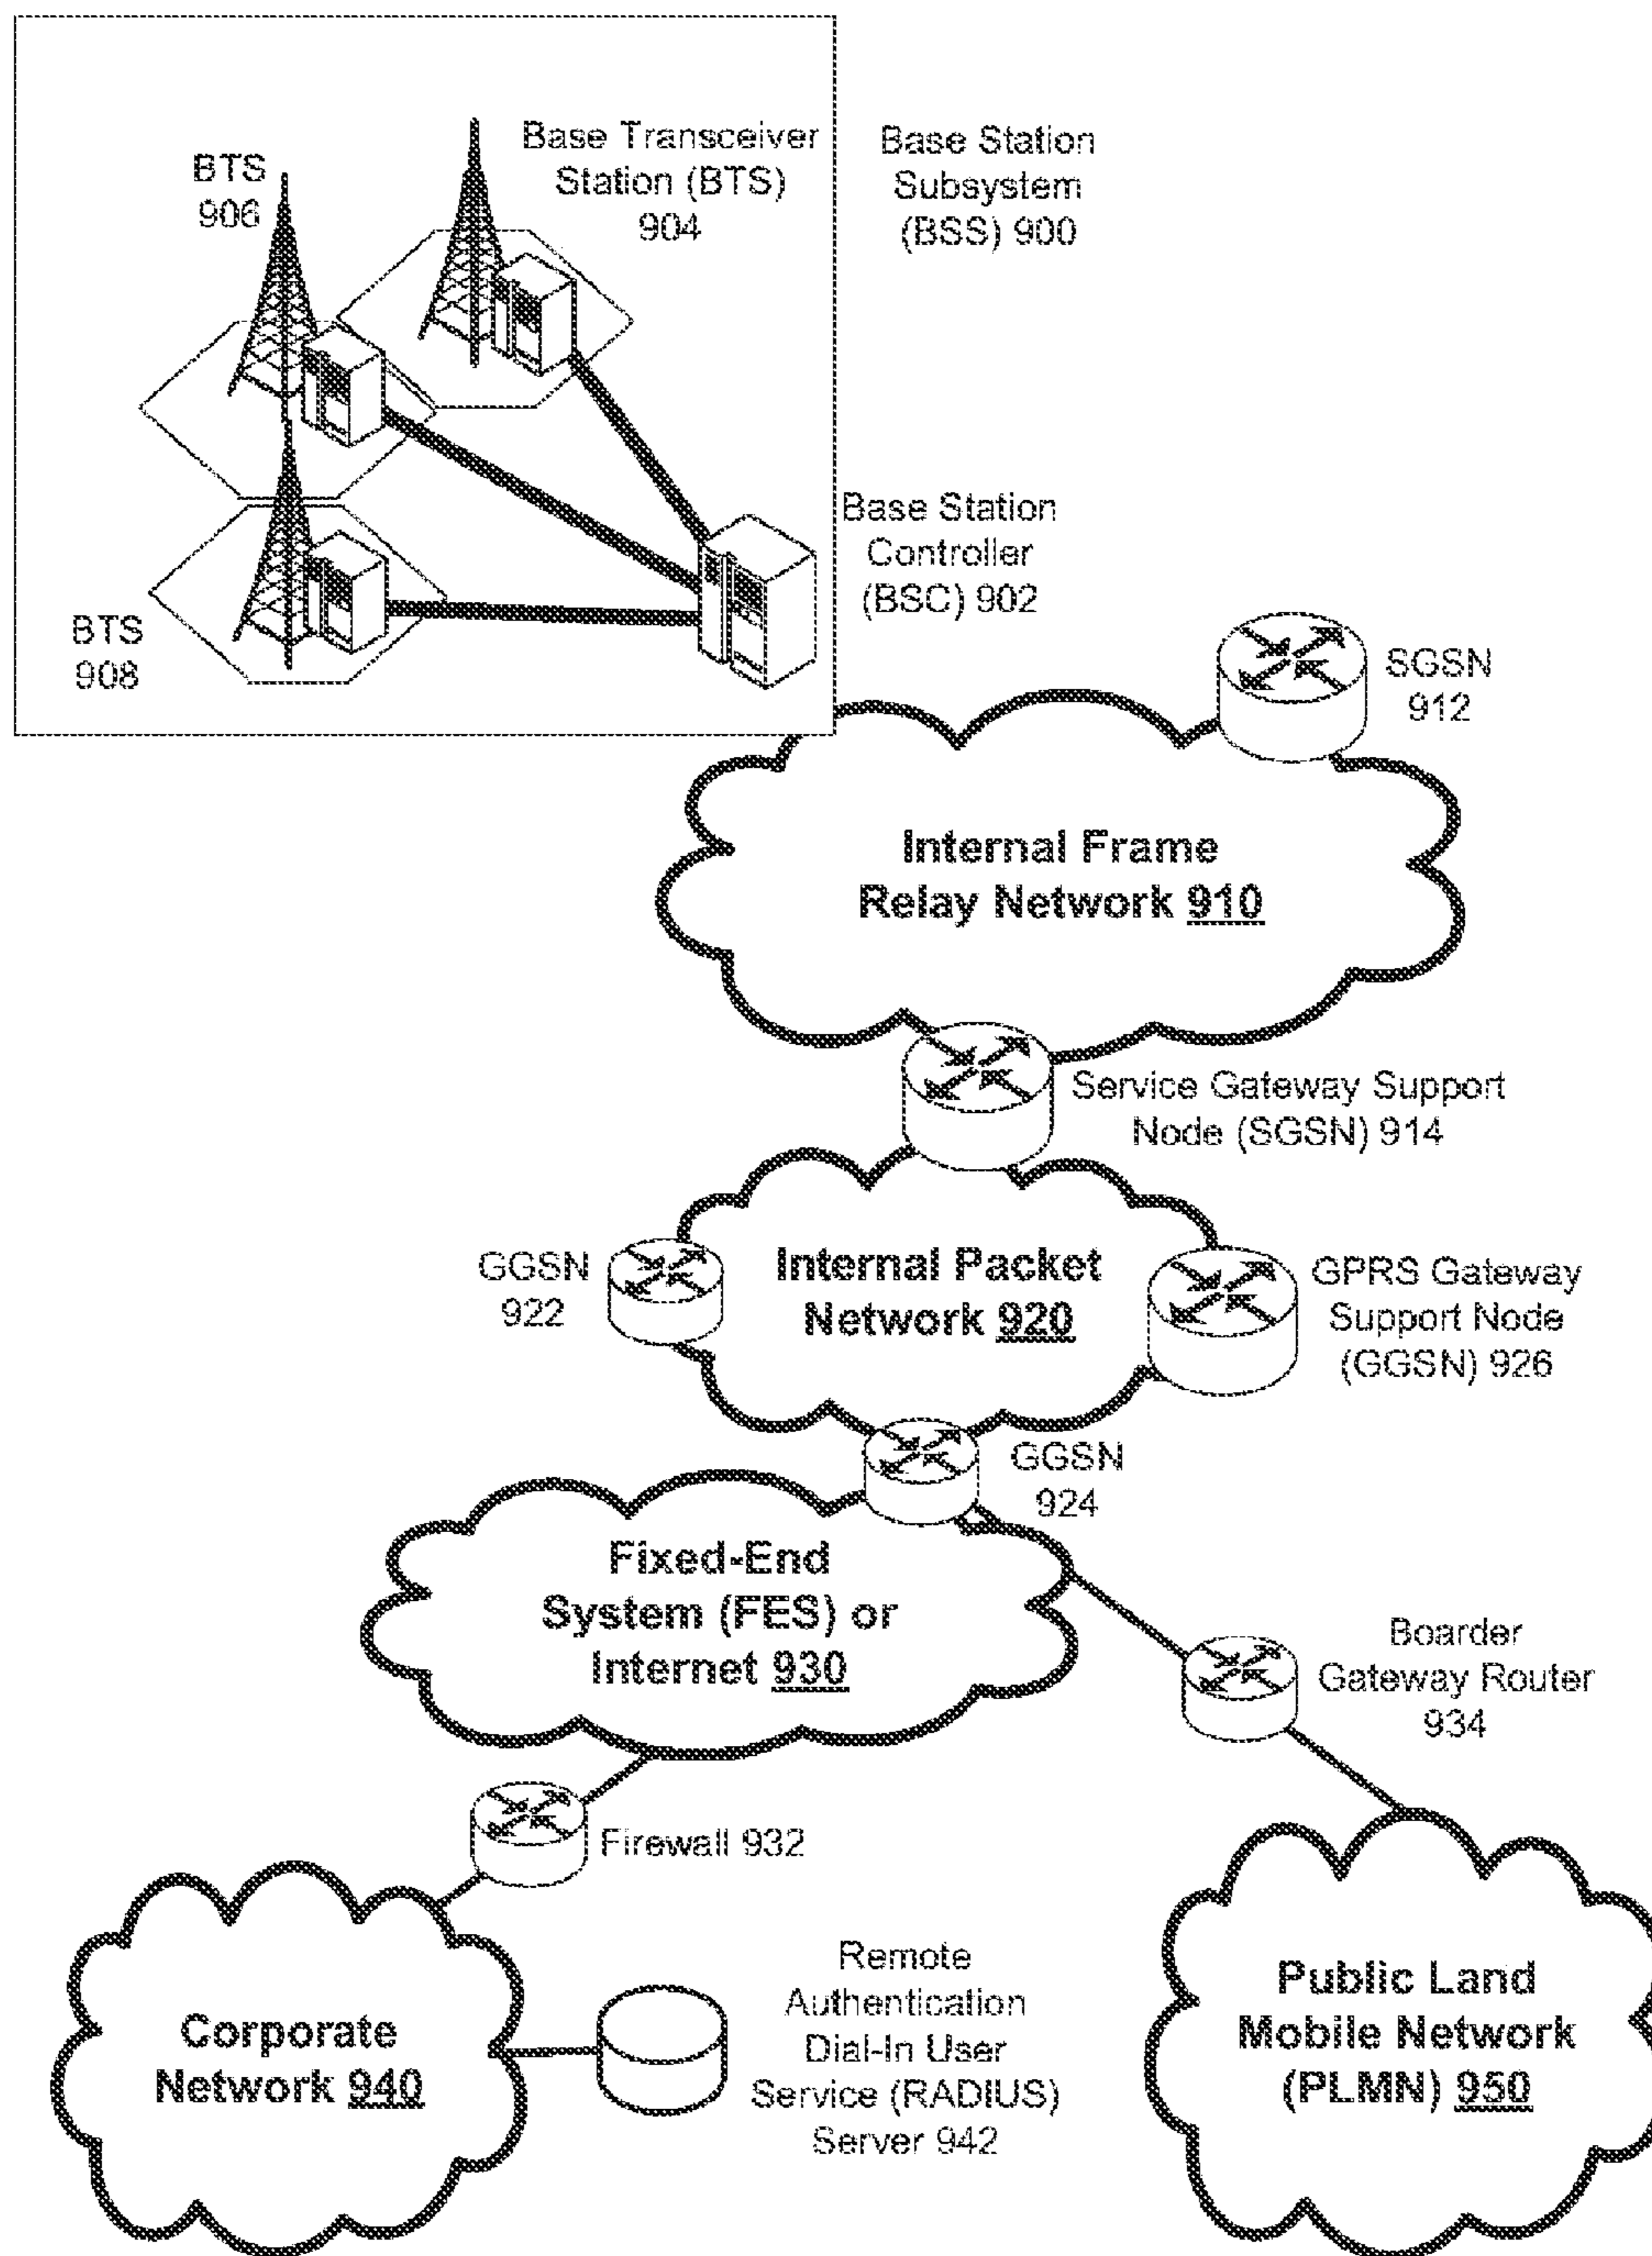 Base Transceiver
Station (BTS)
904
BTS
906
Base Station
Subsystem
(BSS) 900
Base Station
Controller
(BSC) 902
BTS
908
SGSN
912
Internal Frame
Relay Network 910
Service Gateway Support
Node (SGSN) 914
GGSN
922
Internal Packet
Network 920
GPRS Gateway
Support Node
(GGSN) 926
GGSN
924
Fixed-End
System (FES) or
Internet 930
Boarder
Gateway Router
934
Firewall 932
Corporate
Network 940
Remote
Authentication
Dial-In User
Service (RADIUS)
Server 942
Public Land
Mobile Network
(PLMN) 950